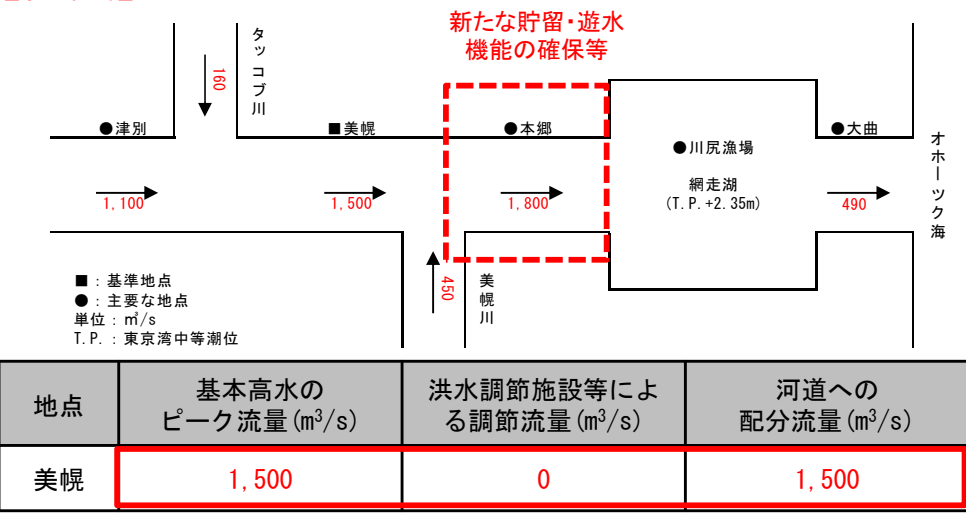 新たな貯留・遊水
機能の確保等
タッコブ川
160
●津別
■美幌
●本郷
●川尻漁場
●大曲
オホーツク海
網走湖
(T.P.+2.35m)
1,100
1,500
1,800
490
450
美幌川
■：基準地点
●：主要な地点
単位：㎥/s
T.P.：東京湾中等潮位
地点
基本高水の
ピーク流量(m³/s)
洪水調節施設等によ
る調節流量(m³/s)
河道への
配分流量(m³/s)
美幌
1,500
0
1,500